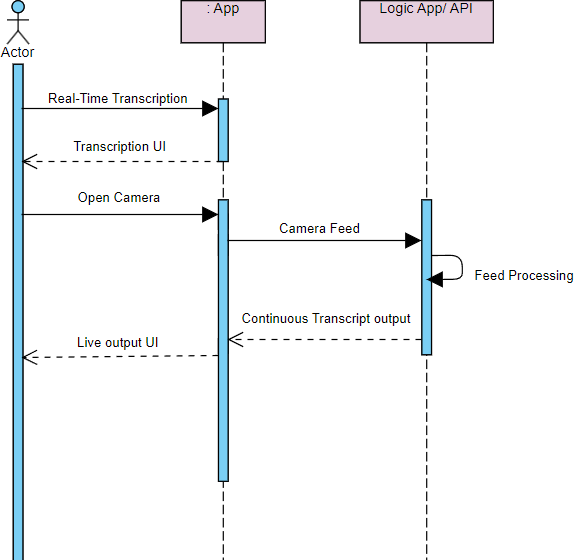 : App
Logic App/ API
Actor
Real-Time Transcription
Transcription UI
Open Camera
Camera Feed
Feed Processing
Continuous Transcript output
Live output UI